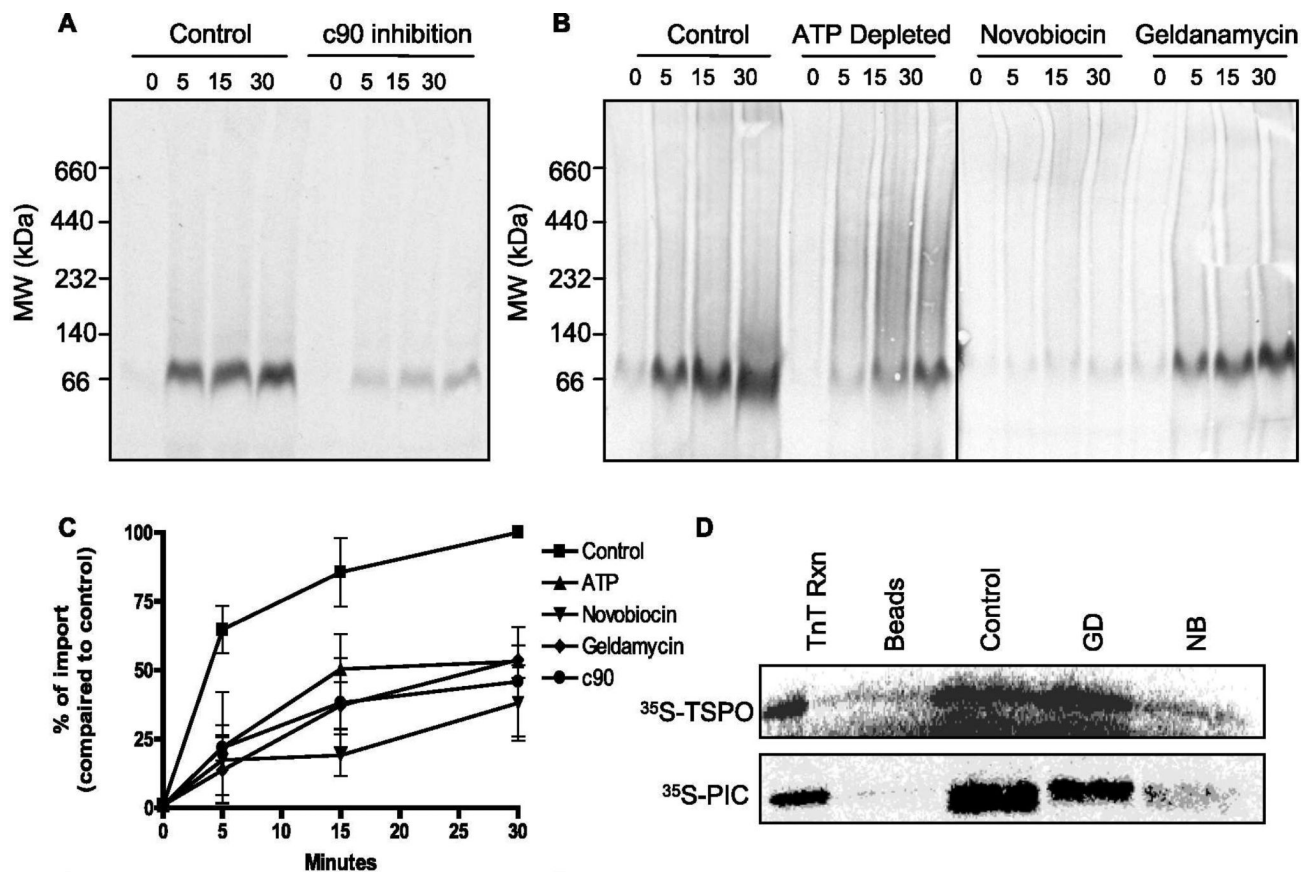 A
Control c90 inhibition
0 5 15 30 0 5 15 30
MW (kDa)
660
440
232
140
66
B
Control ATP Depleted Novobiocin Geldanamycin
0 5 15 30 0 5 15 30 0 5 15 30 0 5 15 30
MW (kDa)
660
440
232
140
66
C
% of import
(compaired to control)
100
75
50
25
0
0 5 10 15 20 25 30
Minutes
Control
ATP
Novobiocin
Geldamycin
c90
D
TnT Rxn Beads Control GD NB
35S-TSPO
35S-PIC